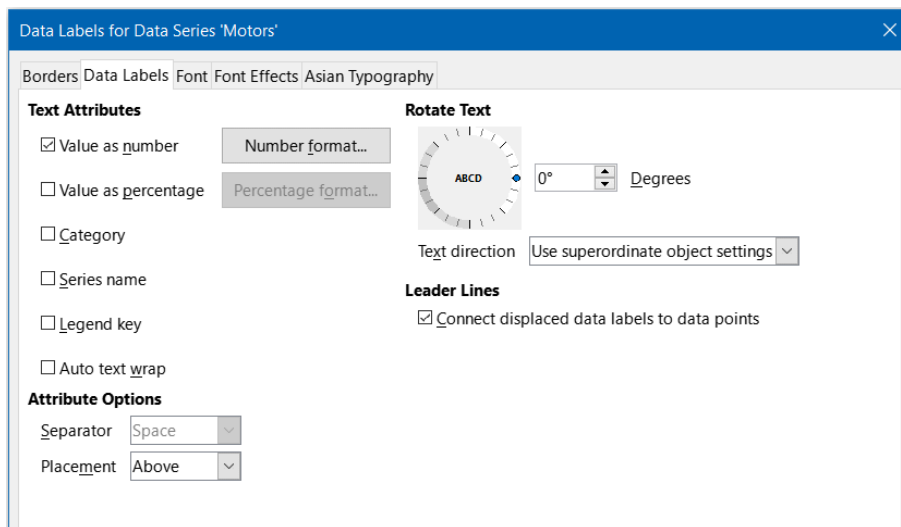 Data Labels for Data Series 'Motors'
Borders Data Labels Font Font Effects Asian Typography
Text Attributes
Value as number Number format...
Value as percentage Percentage format...
Category
Series name
Legend key
Auto text wrap
Attribute Options
Separator Space
Placement Above
Rotate Text
ABCD 0° Degrees
Text direction Use superordinate object settings
Leader Lines
Connect displaced data labels to data points